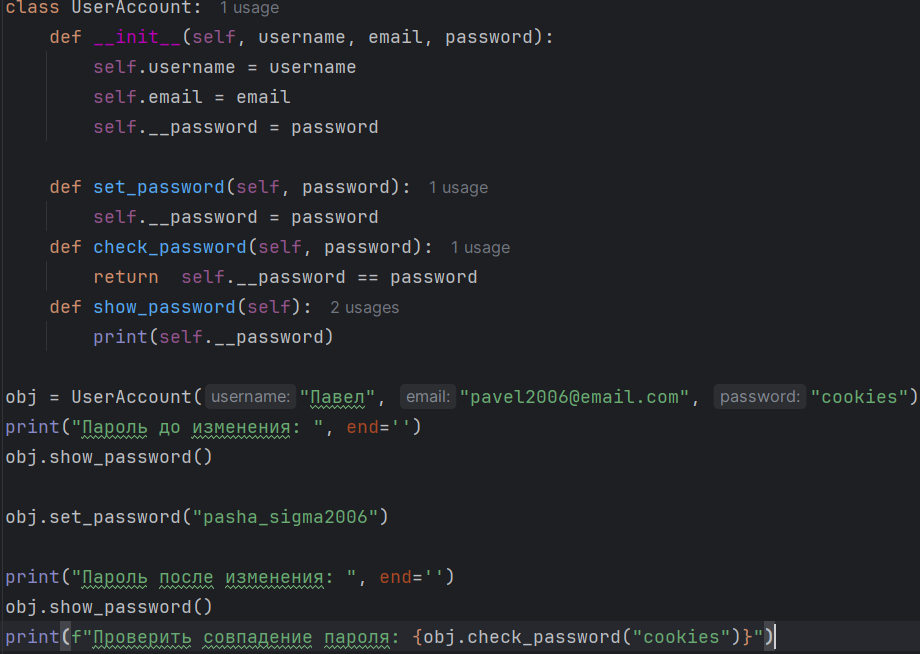 class UserAccount: 1 usage
    def __init__(self, username, email, password):
        self.username = username
        self.email = email
        self.__password = password

    def set_password(self, password): 1 usage
        self.__password = password
    def check_password(self, password): 1 usage
        return  self.__password == password
    def show_password(self): 2 usages
        print(self.__password)

obj = UserAccount( username: "Павел", email: "pavel2006@email.com", password: "cookies")
print("Пароль до изменения: ", end='')
obj.show_password()

obj.set_password("pasha_sigma2006")

print("Пароль после изменения: ", end='')
obj.show_password()
print(f"Проверить совпадение пароля: {obj.check_password("cookies")}")